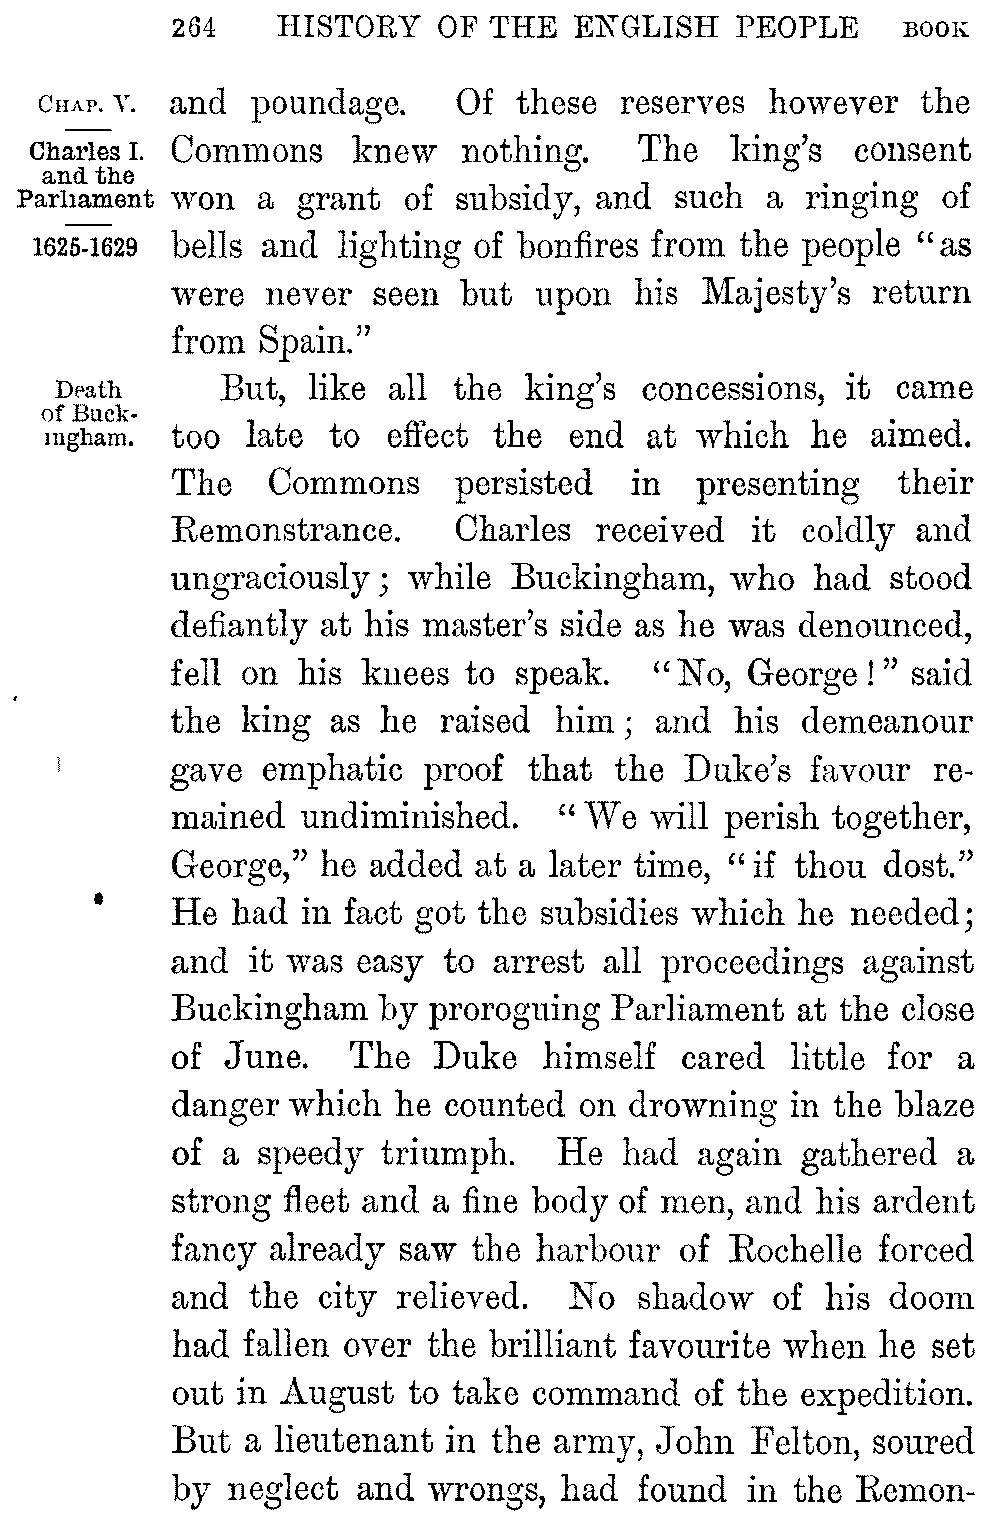 264 HISTORY OF THE ENGLISH PEOPLE BOOK
CHAP. V.
Charles I.
and the
Parliament
1625-1629
and poundage. Of these reserves however the
Commons knew nothing. The king's consent
won a grant of subsidy, and such a ringing of
bells and lighting of bonfires from the people “as
were never seen but upon his Majesty's return
from Spain.”
Death
of Buck-
ingham.
But, like all the king's concessions, it came
too late to effect the end at which he aimed.
The Commons persisted in presenting their
Remonstrance. Charles received it coldly and
ungraciously; while Buckingham, who had stood
defiantly at his master's side as he was denounced,
fell on his knees to speak. “No, George!” said
the king as he raised him; and his demeanour
gave emphatic proof that the Duke's favour re-
mained undiminished. “We will perish together,
George,” he added at a later time, “if thou dost.”
He had in fact got the subsidies which he needed;
and it was easy to arrest all proceedings against
Buckingham by proroguing Parliament at the close
of June. The Duke himself cared little for a
danger which he counted on drowning in the blaze
of a speedy triumph. He had again gathered a
strong fleet and a fine body of men, and his ardent
fancy already saw the harbour of Rochelle forced
and the city relieved. No shadow of his doom
had fallen over the brilliant favourite when he set
out in August to take command of the expedition.
But a lieutenant in the army, John Felton, soured
by neglect and wrongs, had found in the Remon-